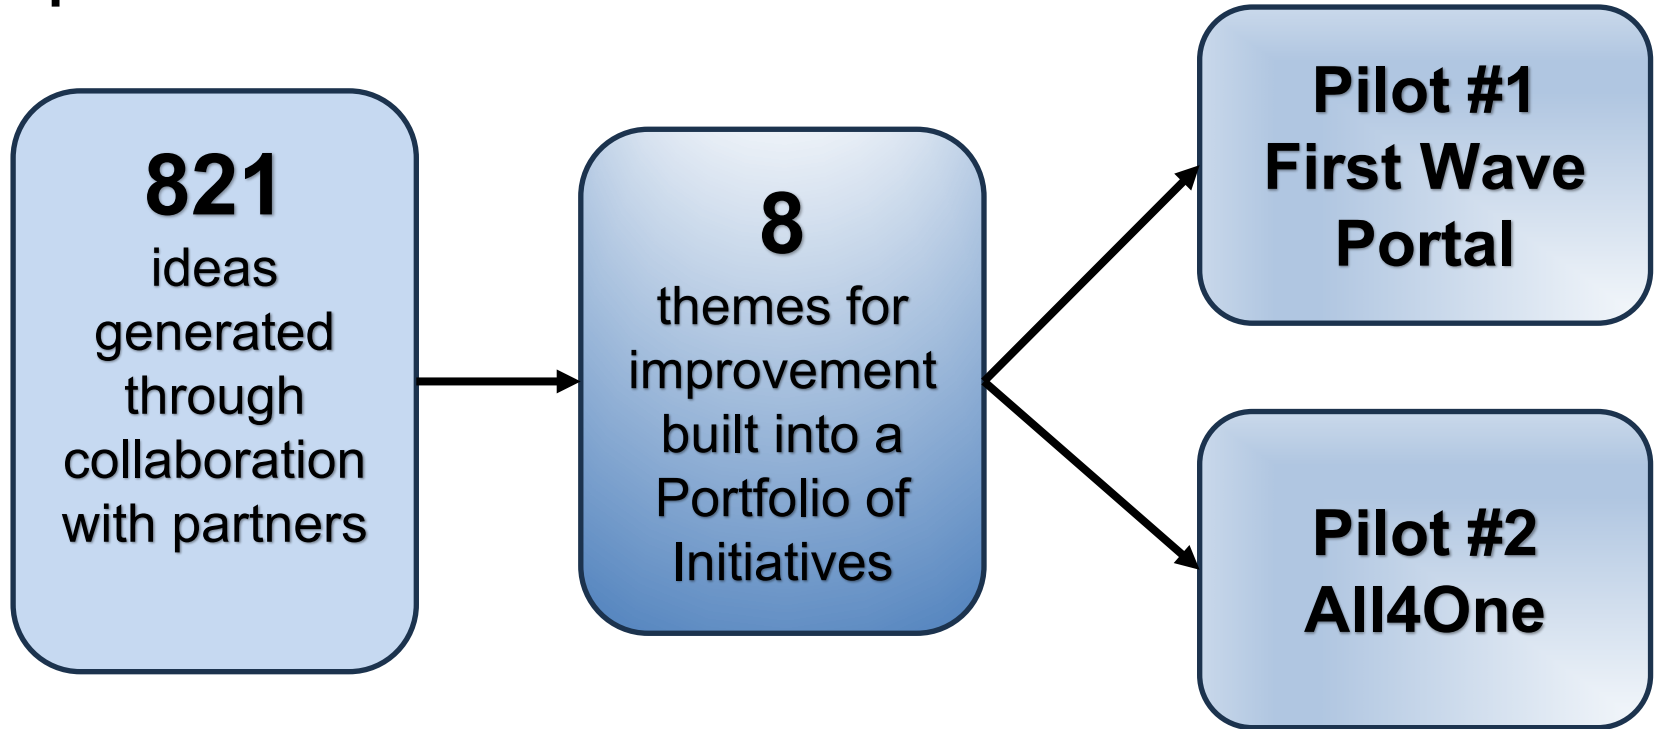 821
ideas
generated
through
collaboration
with partners
8
themes for
improvement
built into a
Portfolio of
Initiatives
Pilot #1
First Wave
Portal
Pilot #2
All4One